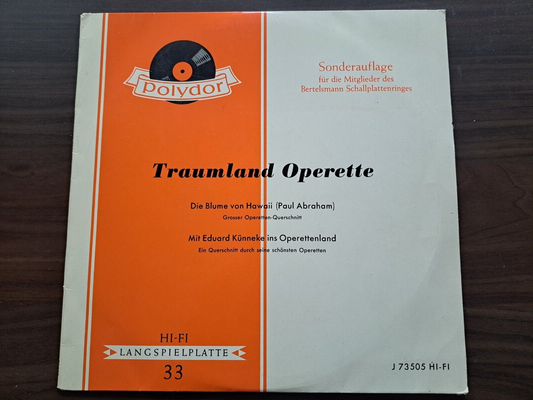 polydor
Sonderauflage
für die Mitglieder des
Bertelsmann Schallplattenringes
Traumland Operette
Die Blume von Hawaii (Paul Abraham)
Grosser Operetten-Querschnitt
Mit Eduard Künneke ins Operettenland
Ein Querschnitt durch seine schönsten Operetten
HI-FI
LANGSPIELPLATTE
33
J 73505 HI-FI